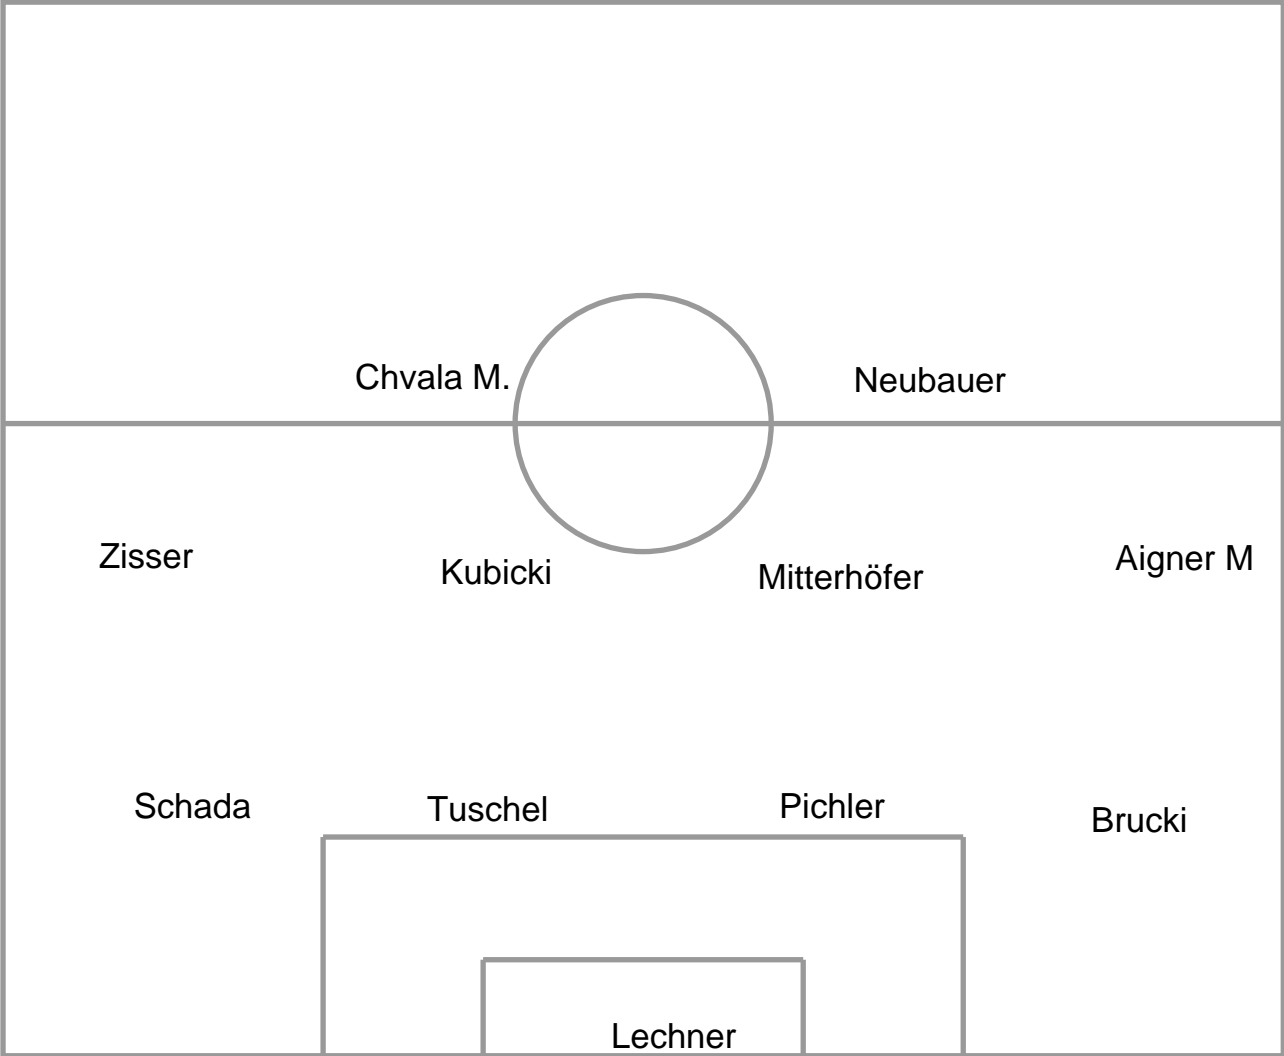 Chvala M.
Neubauer
Zisser
Kubicki
Mitterhöfer
Aigner M
Schada
Tuschel
Pichler
Brucki
Lechner